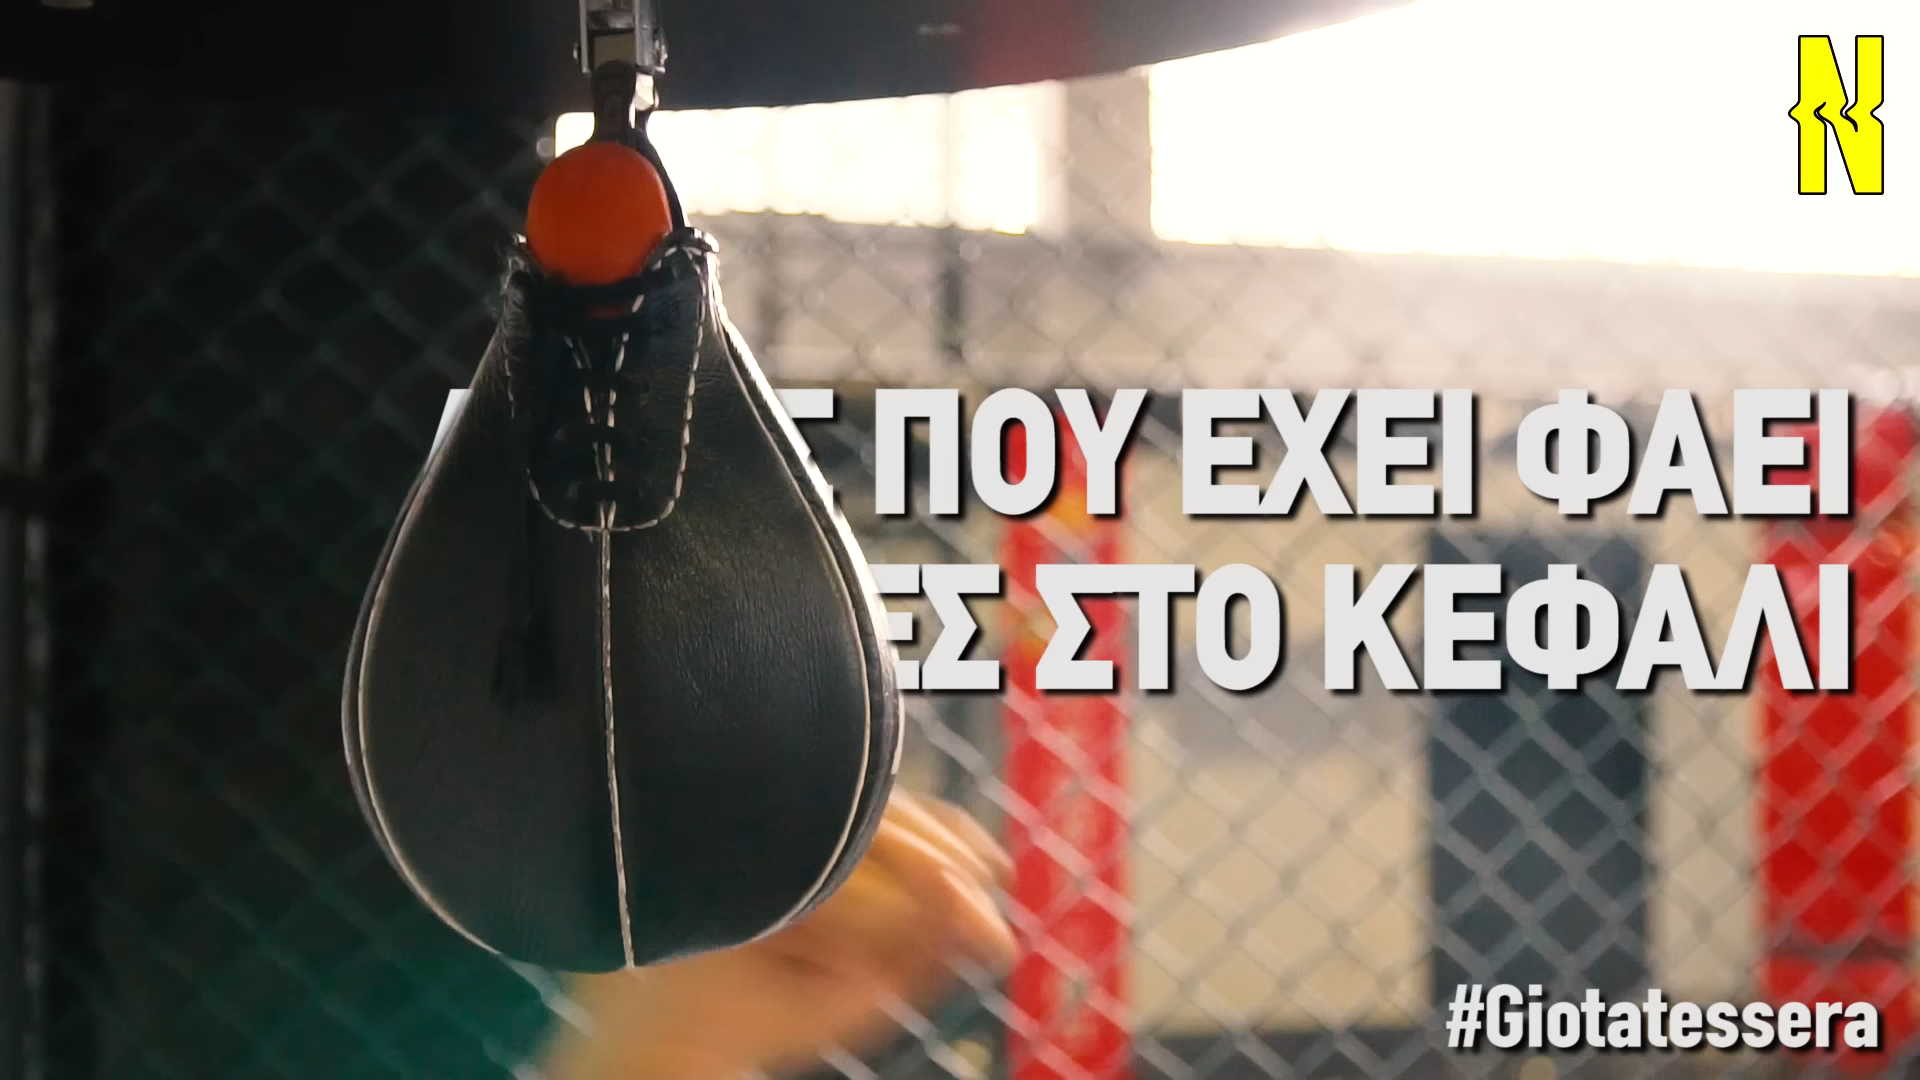 N
ΠΟΥ ΕΧΕΙ ΦΑΕΙ
ΣΤΟ ΚΕΦΑΛΙ
#Giotatessera